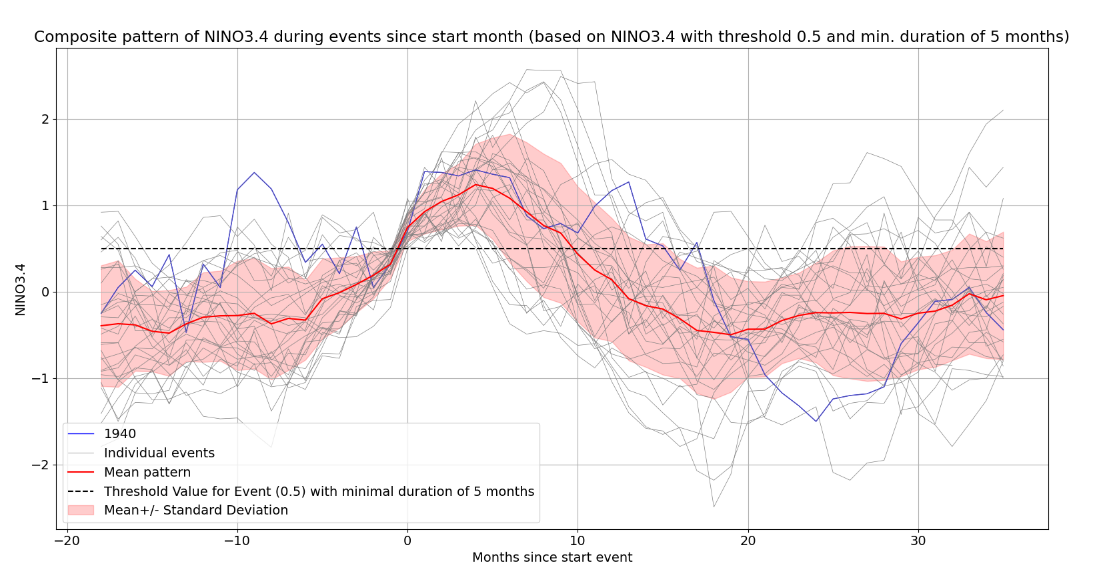 Composite pattern of NINO3.4 during events since start month (based on NINO3.4 with threshold 0.5 and min. duration of 5 months)
NINO3.4
2
1
0
−1
−2
1940
Individual events
Mean pattern
Threshold Value for Event (0.5) with minimal duration of 5 months
Mean+/- Standard Deviation
−20
−10
0
10
20
30
Months since start event